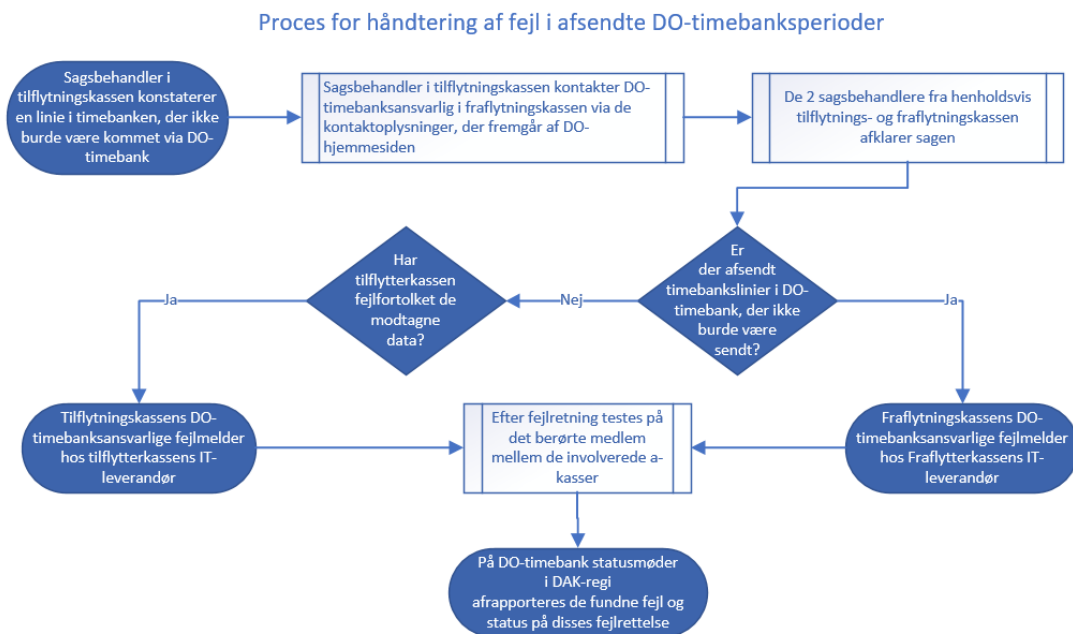 Proces for håndtering af fejl i afsendte DO-timebanksperioder
Sagsbehandler i
tilflytningskassen konstaterer
en linie i timebanken, der ikke
burde være kommet via DO-
timebank
Sagsbehandler i tilflytningskassen kontakter DO-
timebanksansvarlig i fraflytningskassen via de
kontaktoplysninger, der fremgår af DO-
hjemmesiden
De 2 sagsbehandlere fra henholdsvis
tilflytnings- og fraflytningskassen
afklarer sagen
Er
der afsendt
timebankslinier i DO-
timebank, der ikke
burde være
sendt?
Nej
Ja
Har
tilflytterkassen
fejlfortolket de
modtagne
data?
Ja
Tilflytningskassens DO-
timebanksansvarlige fejlmelder
hos tilflytterkassens IT-
leverandør
Efter fejlretning testes på
det berørte medlem
mellem de involverede a-
kasser
Fraflytningskassens DO-
timebanksansvarlige fejlmelder
hos Fraflytterkassens IT-
leverandør
På DO-timebank statusmøder
i DAK-regi
afrapporteres de fundne fejl og
status på disses fejlrettelse